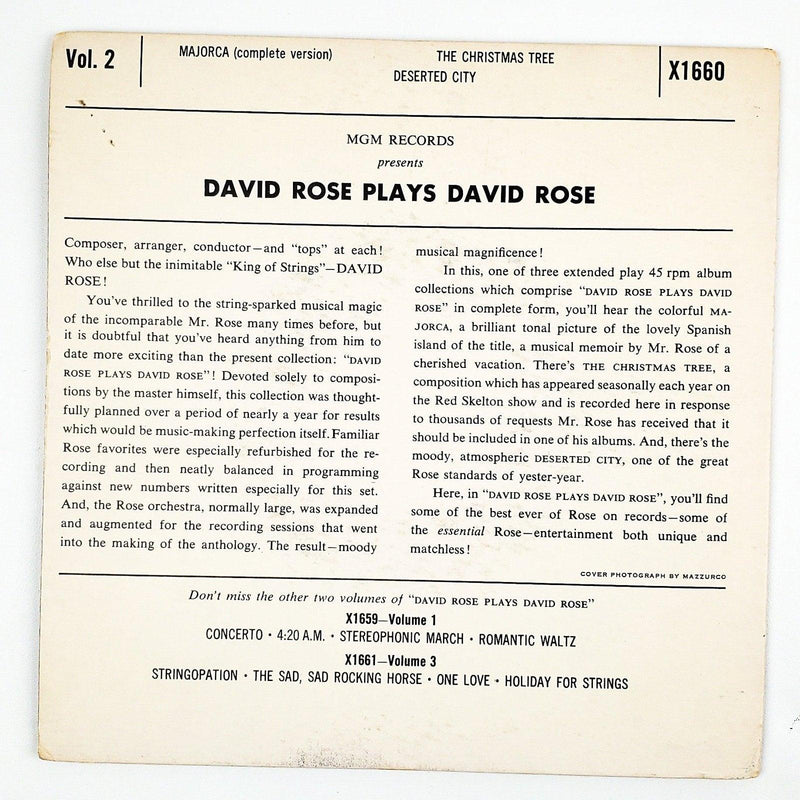 Vol. 2
MAJORCA (complete version)
THE CHRISTMAS TREE
DESERTED CITY
X1660
MGM RECORDS
presents
DAVID ROSE PLAYS DAVID ROSE
Composer, arranger, conductor—and "tops" at each!
Who else but the inimitable "King of Strings"—DAVID
ROSE!
You've thrilled to the string-sparked musical magic
of the incomparable Mr. Rose many times before, but
it is doubtful that you've heard anything from him to
date more exciting than the present collection: "DAVID
ROSE PLAYS DAVID ROSE"! Devoted solely to composi-
tions by the master himself, this collection was thought-
fully planned over a period of nearly a year for results
which would be music-making perfection itself. Familiar
Rose favorites were especially refurbished for the re-
cording and then neatly balanced in programming
against new numbers written especially for this set.
And, the Rose orchestra, normally large, was expanded
and augmented for the recording sessions that went
into the making of the anthology. The result—moody
musical magnificence!
In this, one of three extended play 45 rpm album
collections which comprise "DAVID ROSE PLAYS DAVID
ROSE" in complete form, you'll hear the colorful MA-
JORCA, a brilliant tonal picture of the lovely Spanish
island of the title, a musical memoir by Mr. Rose of a
cherished vacation. There's THE CHRISTMAS TREE, a
composition which has appeared seasonally each year on
the Red Skelton show and is recorded here in response
to thousands of requests Mr. Rose has received that it
should be included in one of his albums. And, there's the
moody, atmospheric DESERTED CITY, one of the great
Rose standards of yester-year.
Here, in "DAVID ROSE PLAYS DAVID ROSE", you'll find
some of the best ever of Rose on records—some of
the essential Rose—entertainment both unique and
matchless!
COVER PHOTOGRAPH BY MAZZURCO
Don't miss the other two volumes of "DAVID ROSE PLAYS DAVID ROSE"
X1659—Volume 1
CONCERTO • 4:20 A.M. • STEREOPHONIC MARCH • ROMANTIC WALTZ
X1661—Volume 3
STRINGOPATION • THE SAD, SAD ROCKING HORSE • ONE LOVE • HOLIDAY FOR STRINGS